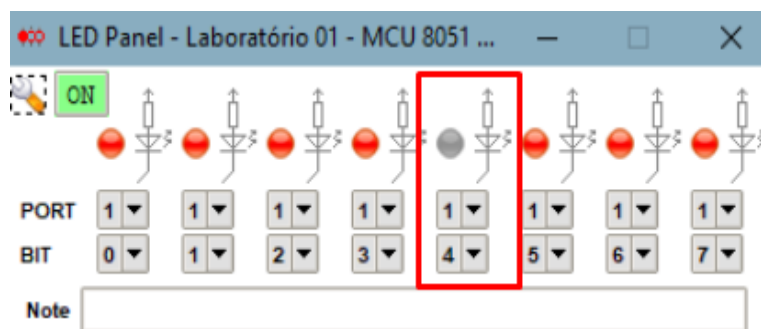 LED Panel - Laboratório 01 - MCU 8051 ...
ON
PORT 1 1 1 1 1 1 1 1
BIT 0 1 2 3 4 5 6 7
Note